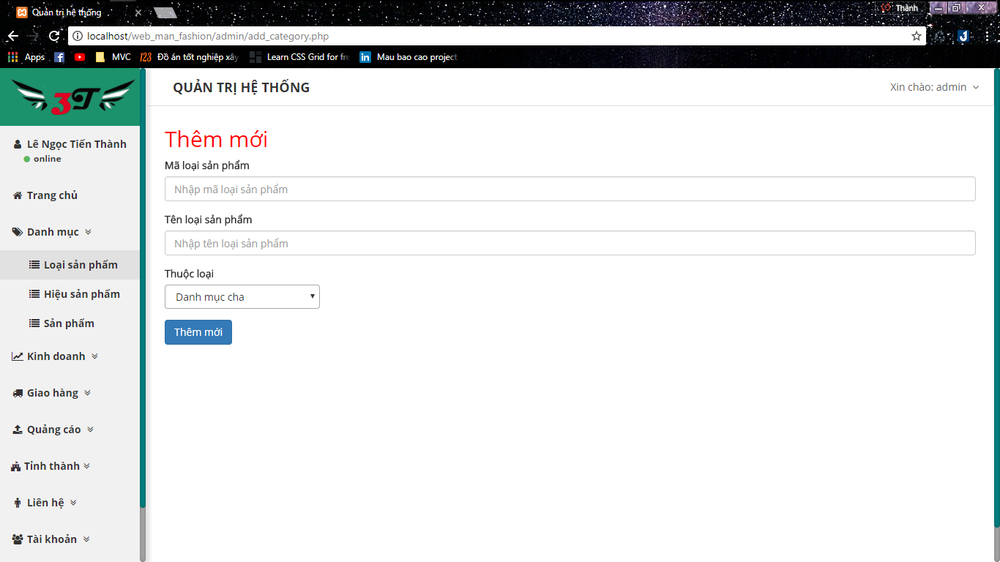 Quản trị hệ thống
Thành
localhost/web_man_fashion/admin/add_category.php
Apps
MVC
123
Đồ án tốt nghiệp xây
Learn CSS Grid for fre
in
Mau bao cao project
3T
QUẢN TRỊ HỆ THỐNG
Xin chào: admin
Lê Ngọc Tiến Thành
online
Trang chủ
Danh mục
Loại sản phẩm
Hiệu sản phẩm
Sản phẩm
Kinh doanh
Giao hàng
Quảng cáo
Tỉnh thành
Liên hệ
Tài khoản
Thêm mới
Mã loại sản phẩm
Nhập mã loại sản phẩm
Tên loại sản phẩm
Nhập tên loại sản phẩm
Thuộc loại
Danh mục cha
Thêm mới